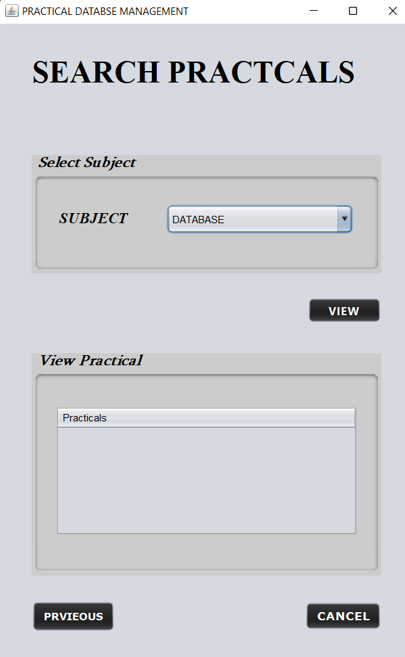 PRACTICAL DATABSE MANAGEMENT
SEARCH PRACTCALS
Select Subject
SUBJECT
DATABASE
VIEW
View Practical
Practicals
PRVIEOUS
CANCEL